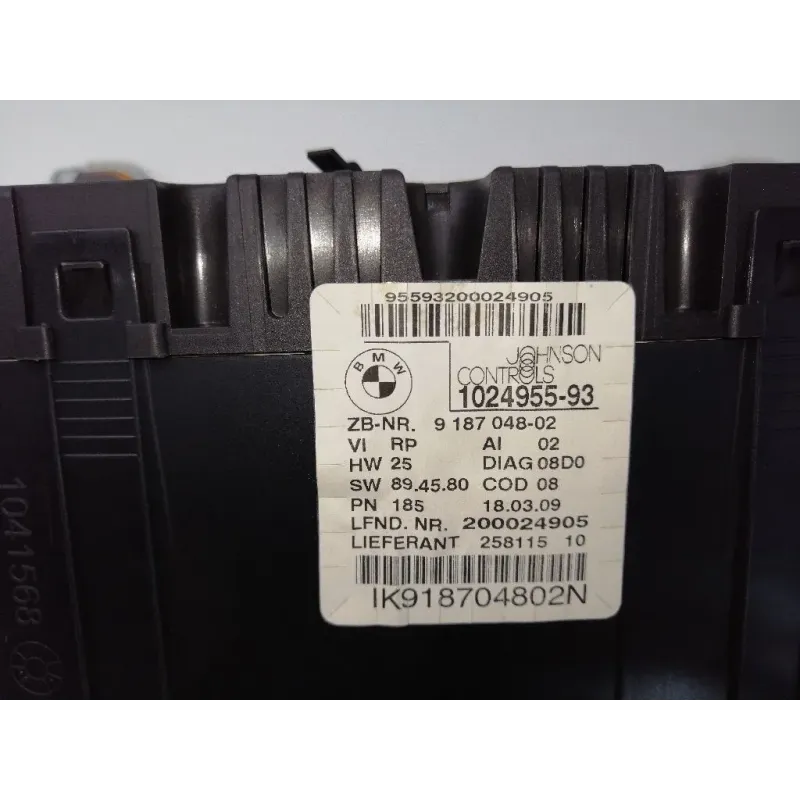 95593200024905
BMW
JOHNSON
CONTROLS
1024955-93
ZB-NR. 9 187 048-02
VI RP AI 02
HW 25 DIAG 08D0
SW 89.45.80 COD 08
PN 185 18.03.09
LFND. NR. 200024905
LIEFERANT 258115 10
IK918704802N
1041568